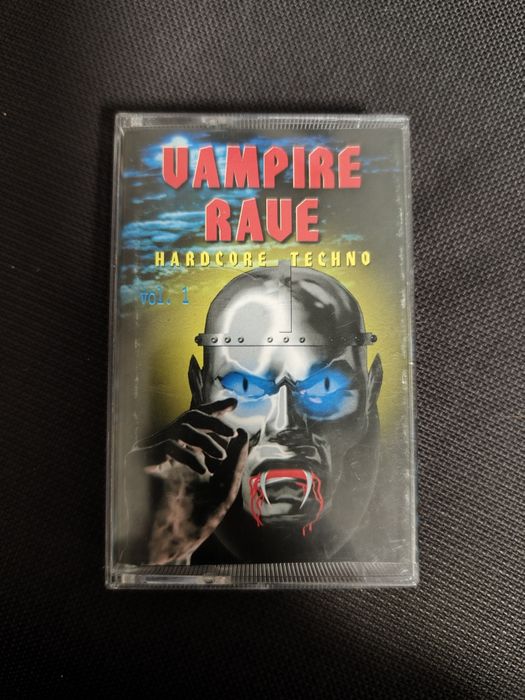 VAMPIRE
RAVE
HARDCORE TECHNO
vol. 1